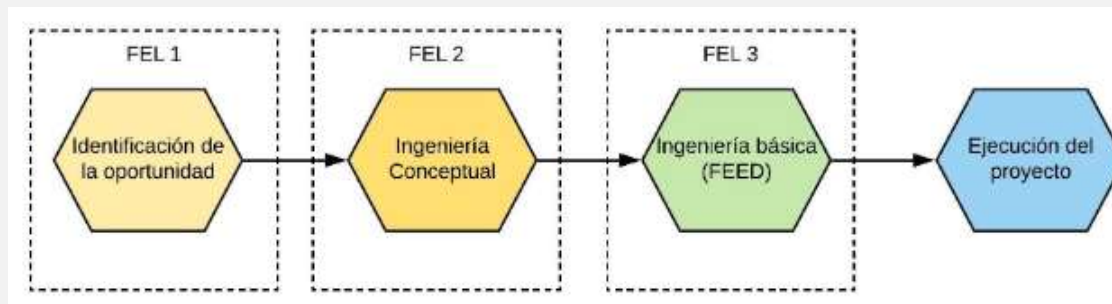 FEL 1
FEL 2
FEL 3
Identificación de
la oportunidad
Ingeniería
Conceptual
Ingeniería básica
(FEED)
Ejecución del
proyecto